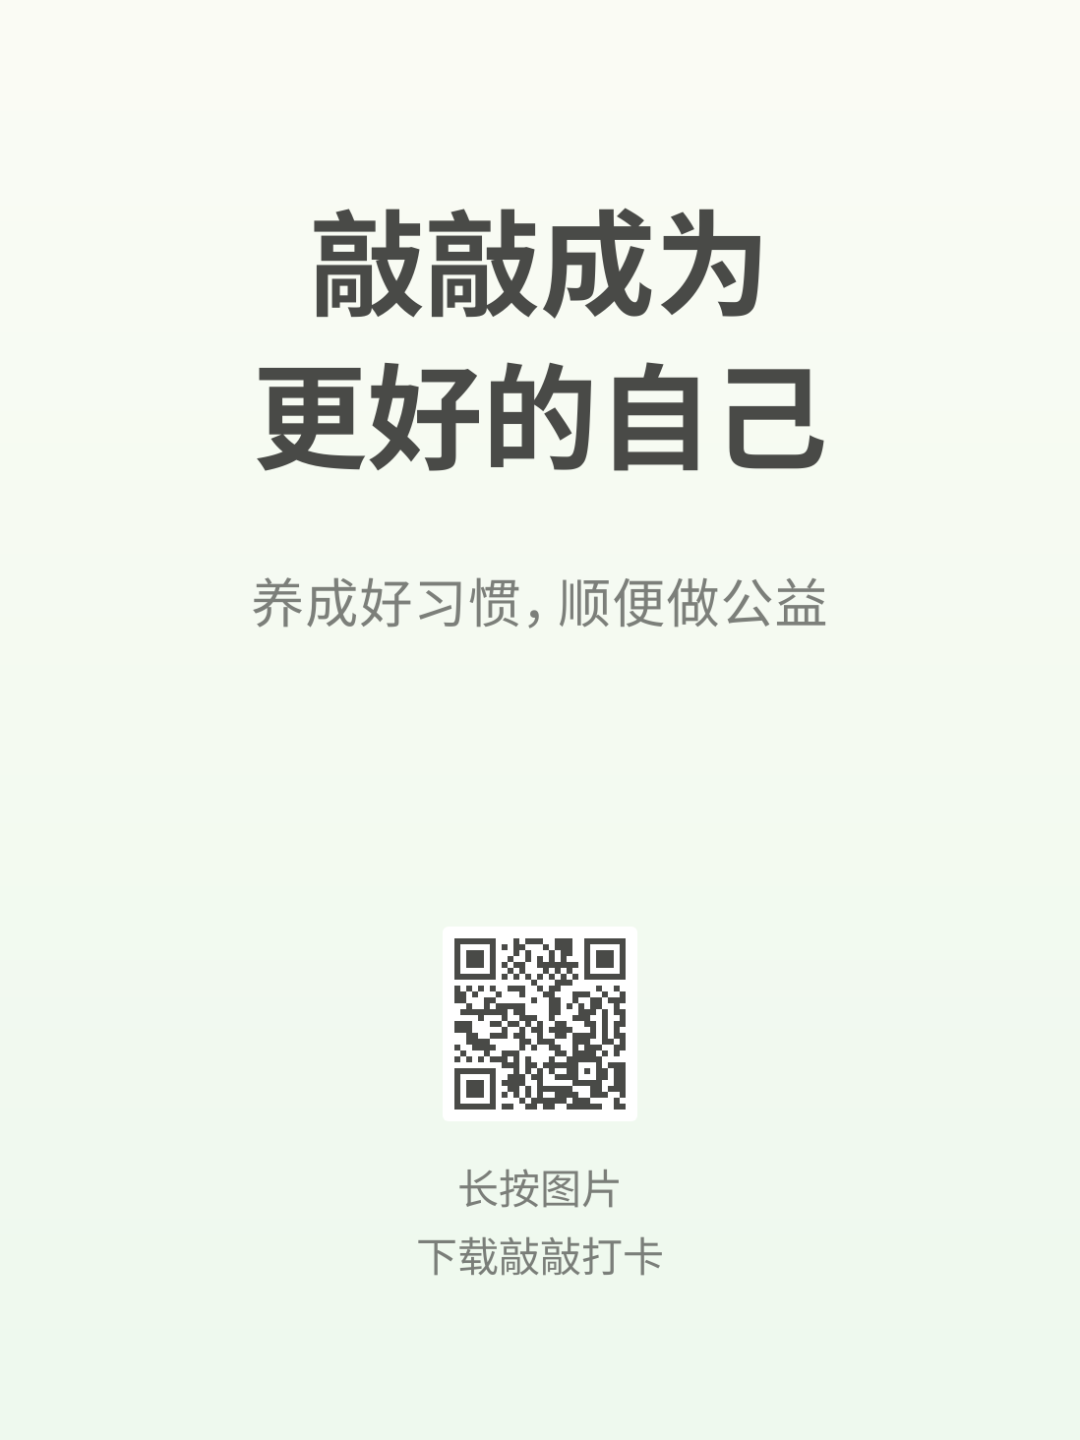 敲敲成为
更好的自己
养成好习惯，顺便做公益
长按图片
下载敲敲打卡